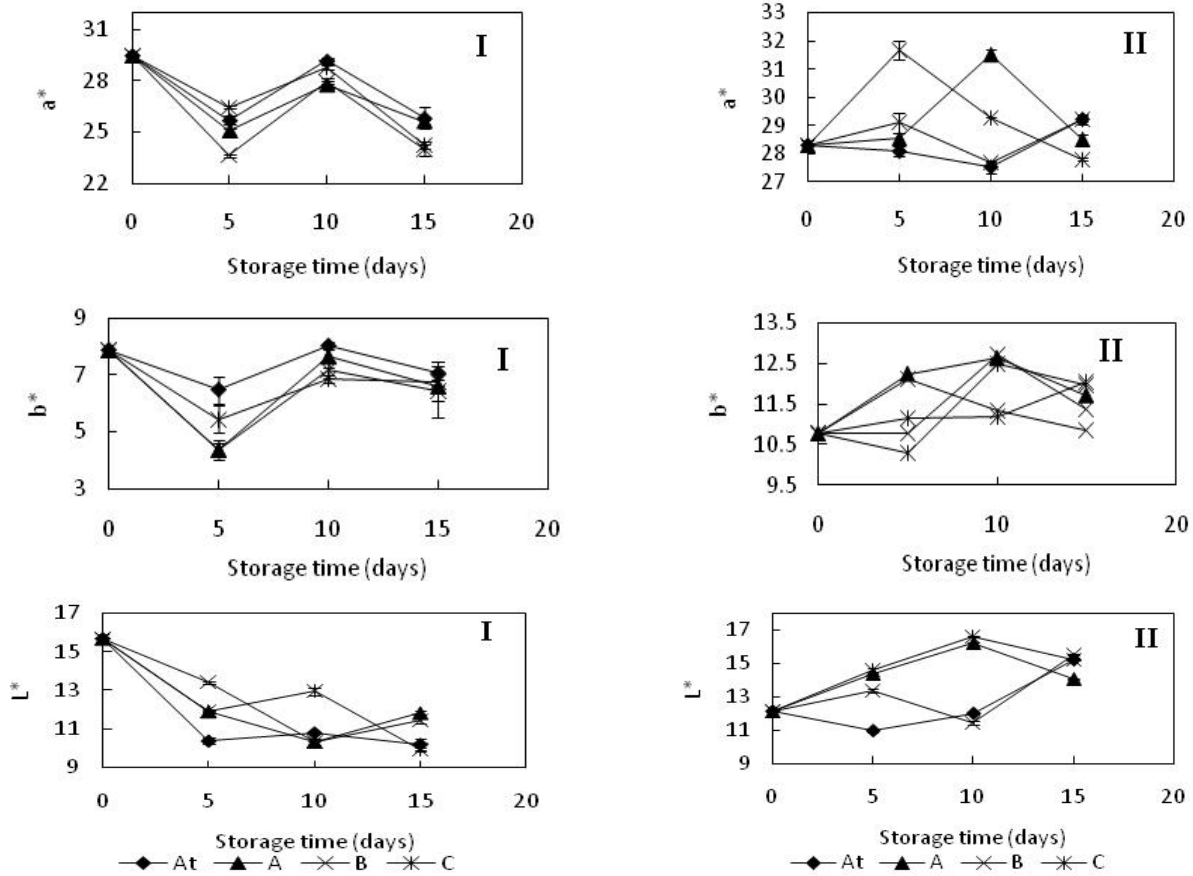 31
28
25
22
a*
I
0 5 10 15 20
Storage time (days)
33
32
31
30
29
28
27
a*
II
0 5 10 15 20
Storage time (days)
9
7
5
3
b*
I
0 5 10 15 20
Storage time (days)
13.5
12.5
11.5
10.5
9.5
b*
II
0 10 20
Storage time (days)
17
15
13
11
9
L*
I
0 5 10 15 20
Storage time (days)
At A B C
17
15
13
11
9
L*
II
0 5 10 15 20
Storage time (days)
At A B C